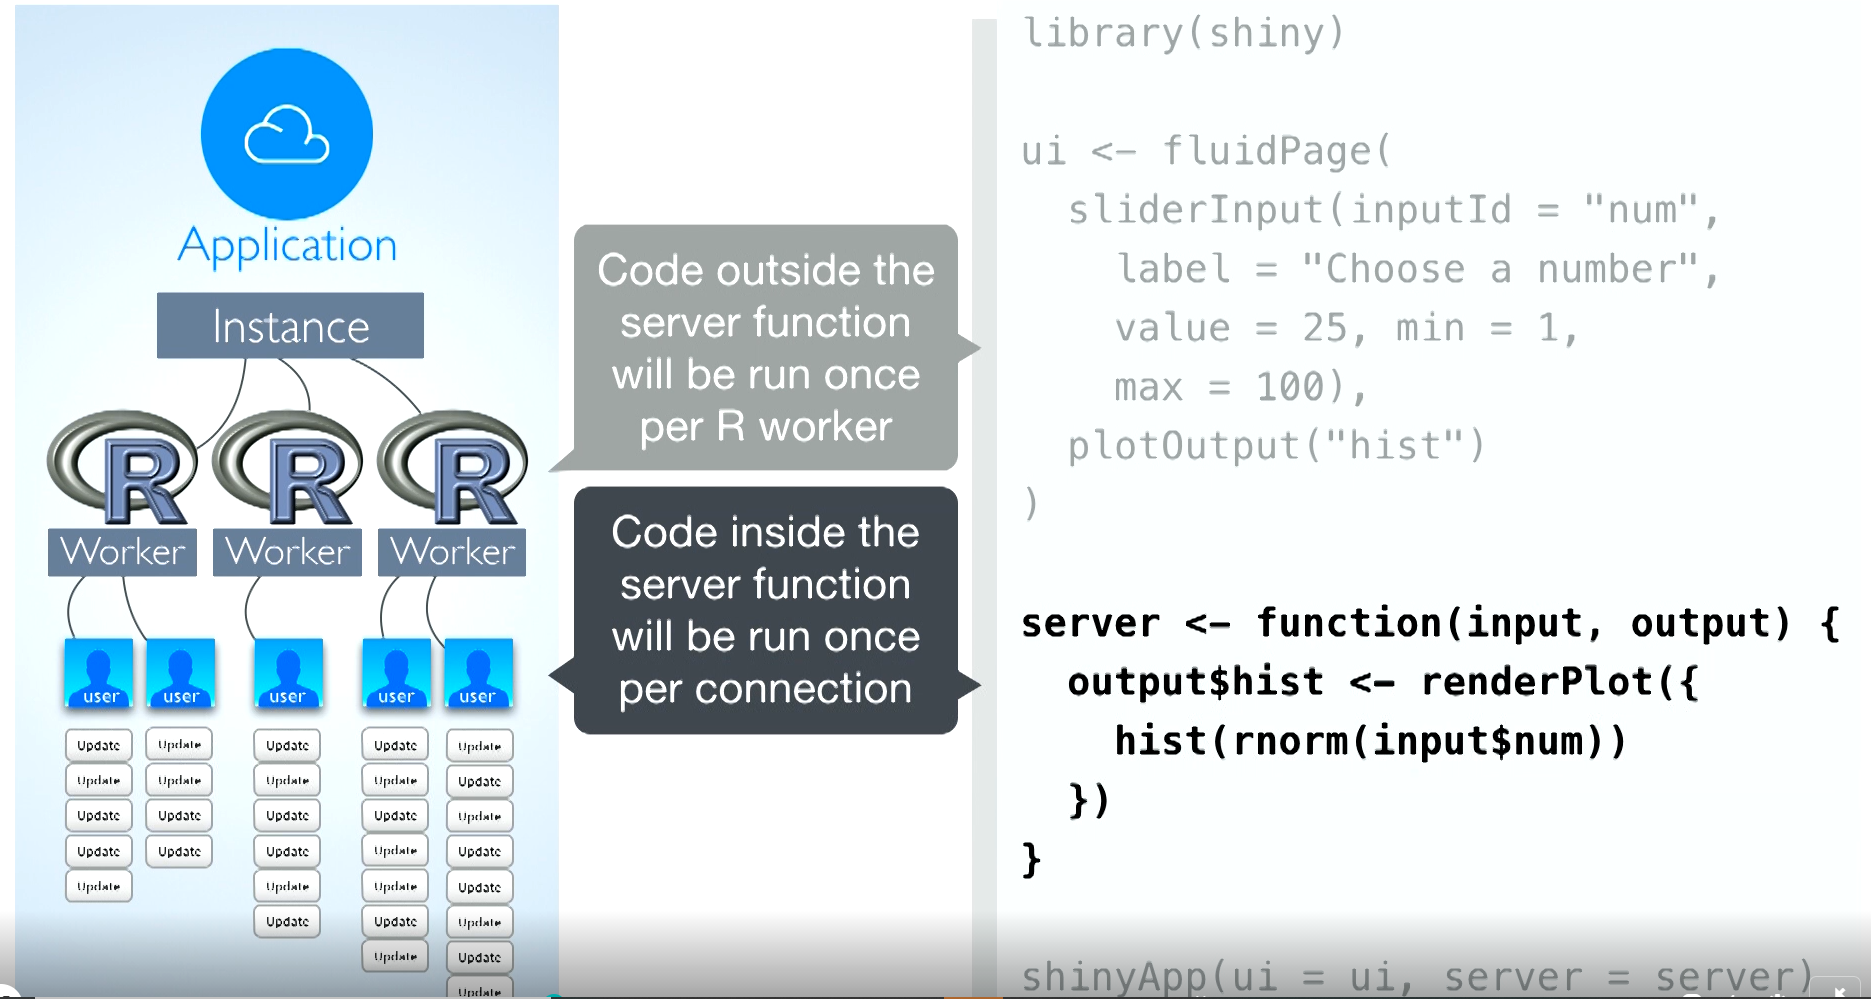 Application
Instance
R R R
Worker Worker Worker
user user user user user
Update Update Update Update Update
Update Update Update Update Update
Update Update Update Update Update
Update Update Update Update Update
Update Update Update Update
Update Update Update
Update Update
Update
Code outside the
server function
will be run once
per R worker
Code inside the
server function
will be run once
per connection
library(shiny)
ui <- fluidPage(
  sliderInput(inputId = "num",
    label = "Choose a number",
    value = 25, min = 1,
    max = 100),
  plotOutput("hist")
)
server <- function(input, output) {
  output$hist <- renderPlot({
    hist(rnorm(input$num))
  })
}
shinyApp(ui = ui, server = server)